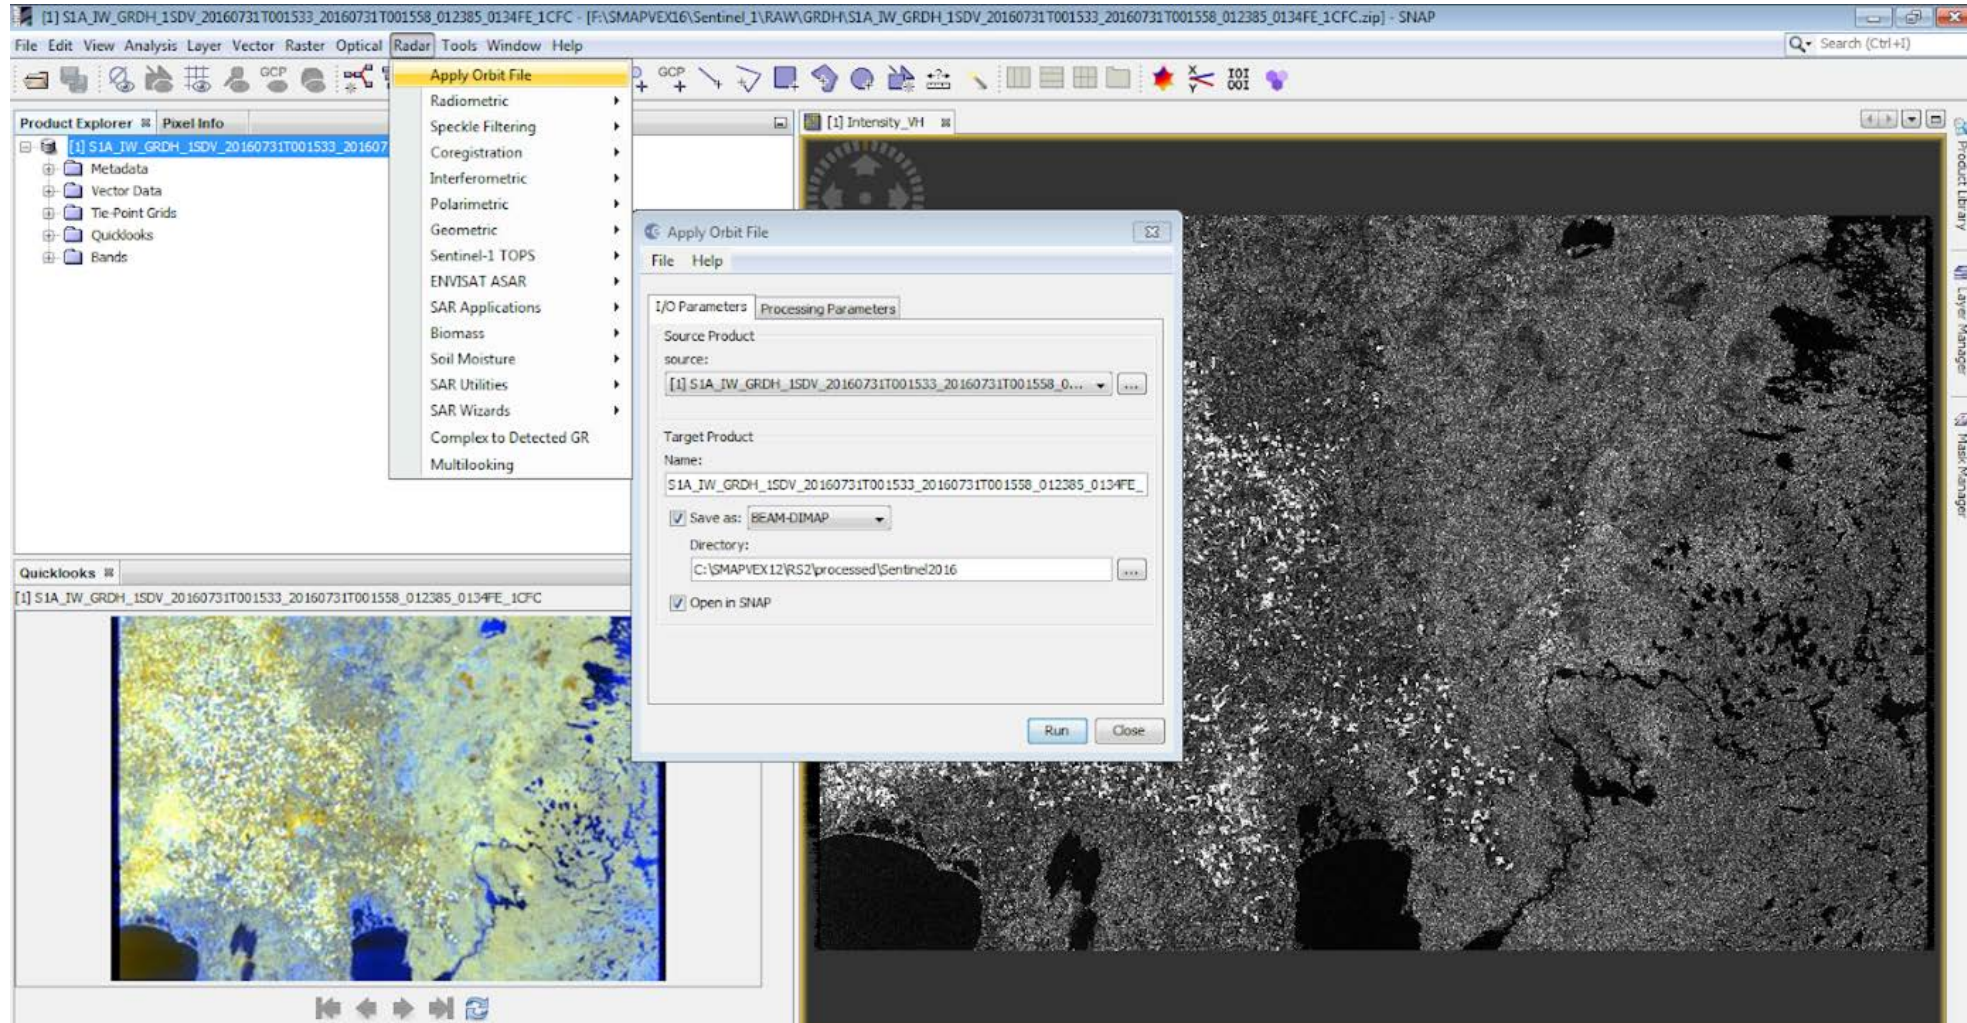 [1] S1A_IW_GRDH_1SDV_20160731T001533_20160731T001558_012385_0134FE_1CFC - [F:\SMAPVEX16\Sentinel_1\RAW\GRDH\S1A_IW_GRDH_1SDV_20160731T001533_20160731T001558_012385_0134FE_1CFC.zip] - SNAP
File Edit View Analysis Layer Vector Raster Optical Radar Tools Window Help
Search (Ctrl+I)
GCP
GCP
Product Explorer
Pixel Info
[1] S1A_IW_GRDH_1SDV_20160731T001533_201607
Metadata
Vector Data
Tie-Point Grids
Quicklooks
Bands
Apply Orbit File
Radiometric
Speckle Filtering
Coregistration
Interferometric
Polarimetric
Geometric
Sentinel-1 TOPS
ENVISAT ASAR
SAR Applications
Biomass
Soil Moisture
SAR Utilities
SAR Wizards
Complex to Detected GR
Multilooking
[1] Intensity_VH
Apply Orbit File
File Help
I/O Parameters
Processing Parameters
Source Product
source:
[1] S1A_IW_GRDH_1SDV_20160731T001533_20160731T001558_0...
...
Target Product
Name:
S1A_IW_GRDH_1SDV_20160731T001533_20160731T001558_012385_0134FE_
Save as: BEAM-DIMAP
Directory:
C:\SMAPVEX12\RS2\processed\Sentinel2016
...
Open in SNAP
Run
Close
Quicklooks
[1] S1A_IW_GRDH_1SDV_20160731T001533_20160731T001558_012385_0134FE_1CFC
Product Library
Layer Manager
Mask Manager